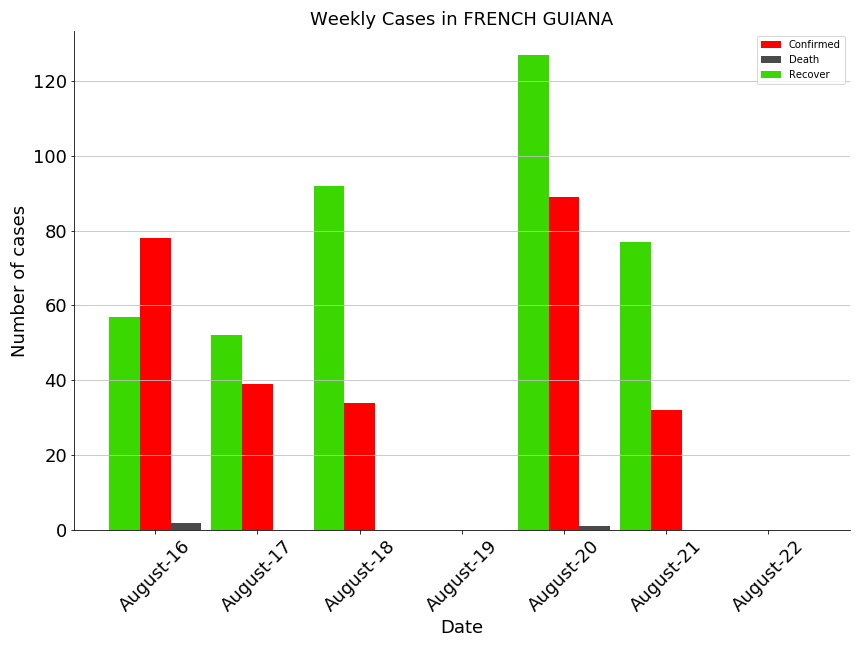 Weekly Cases in FRENCH GUIANA
Confirmed
Death
Recover
Number of cases
120
100
80
60
40
20
0
August-16
August-17
August-18
August-19
August-20
August-21
August-22
Date